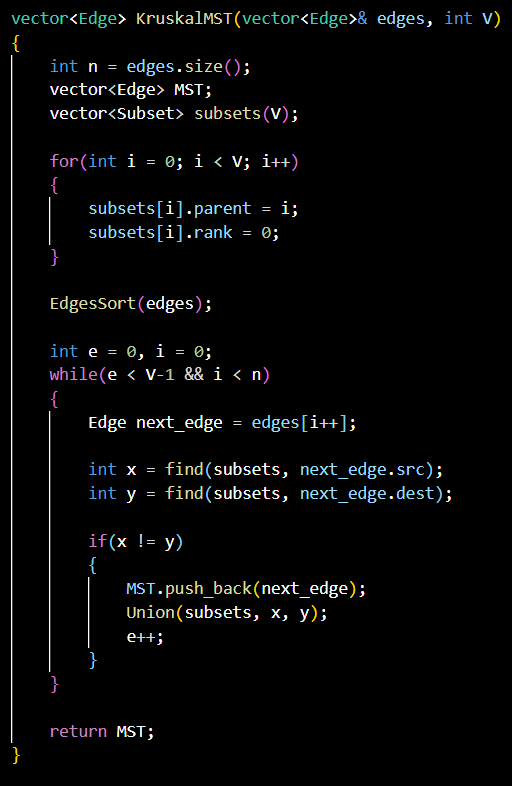 vector<Edge> KruskalMST(vector<Edge>& edges, int V)
{
    int n = edges.size();
    vector<Edge> MST;
    vector<Subset> subsets(V);

    for(int i = 0; i < V; i++)
    {
        subsets[i].parent = i;
        subsets[i].rank = 0;
    }

    EdgesSort(edges);

    int e = 0, i = 0;
    while(e < V-1 && i < n)
    {
        Edge next_edge = edges[i++];

        int x = find(subsets, next_edge.src);
        int y = find(subsets, next_edge.dest);

        if(x != y)
        {
            MST.push_back(next_edge);
            Union(subsets, x, y);
            e++;
        }
    }

    return MST;
}